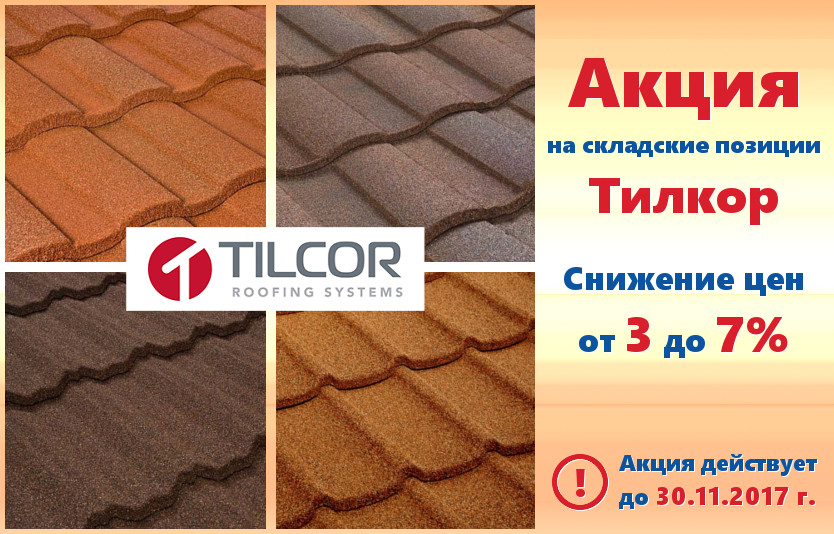 TILCOR
ROOFING SYSTEMS
Акция
на складские позиции
Тилкор
Снижение цен
от 3 до 7%
!
Акция действует
до 30.11.2017 г.